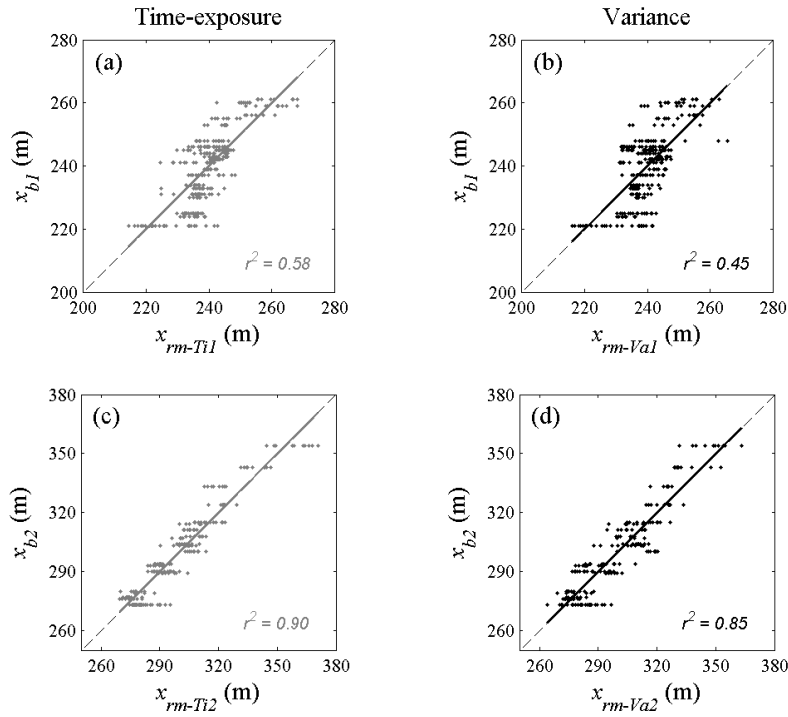 Time-exposure
Variance
(a)
280
260
240
220
200
x_b1 (m)
r² = 0.58
200 220 240 260 280
x_rm-Ti1 (m)
(b)
280
260
240
220
200
x_b1 (m)
r² = 0.45
200 220 240 260 280
x_rm-Va1 (m)
(c)
380
350
320
290
260
x_b2 (m)
r² = 0.90
260 290 320 350 380
x_rm-Ti2 (m)
(d)
380
350
320
290
260
x_b2 (m)
r² = 0.85
260 290 320 350 380
x_rm-Va2 (m)